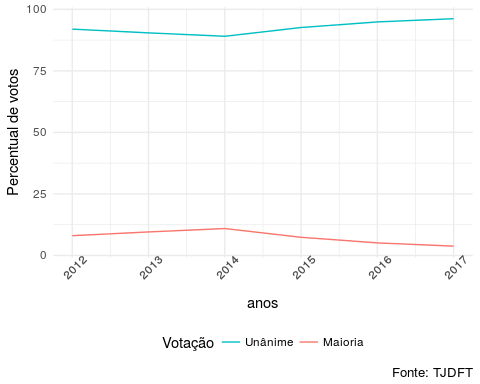 100
75
50
25
0
Percentual de votos
2012 2013 2014 2015 2016 2017
anos
Votação Unânime Maioria
Fonte: TJDFT